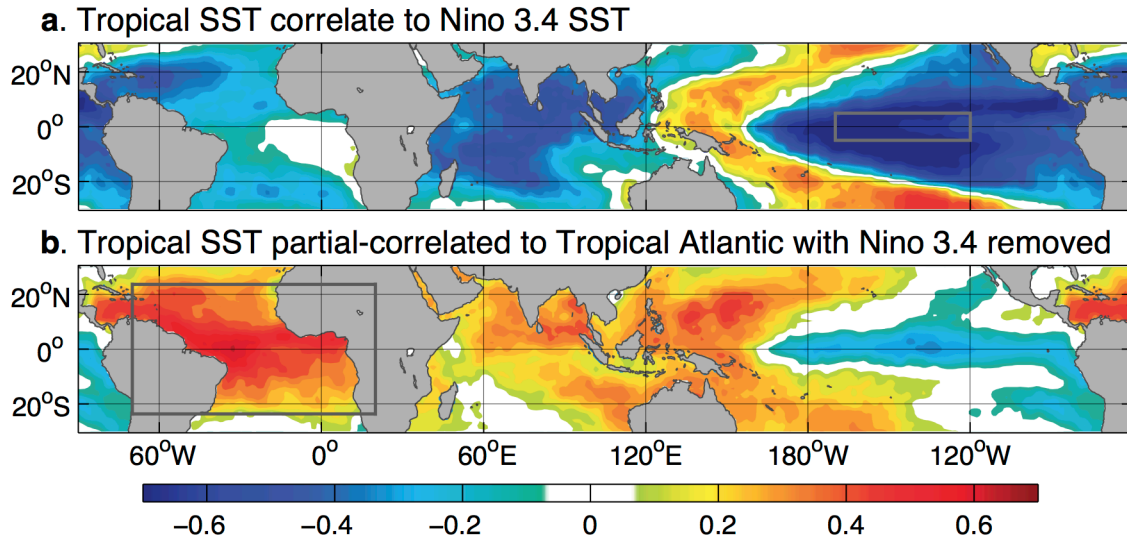 a. Tropical SST correlate to Nino 3.4 SST
20°N
0°
20°S
b. Tropical SST partial-correlated to Tropical Atlantic with Nino 3.4 removed
20°N
0°
20°S
60°W 0° 60°E 120°E 180°W 120°W
−0.6 −0.4 −0.2 0 0.2 0.4 0.6